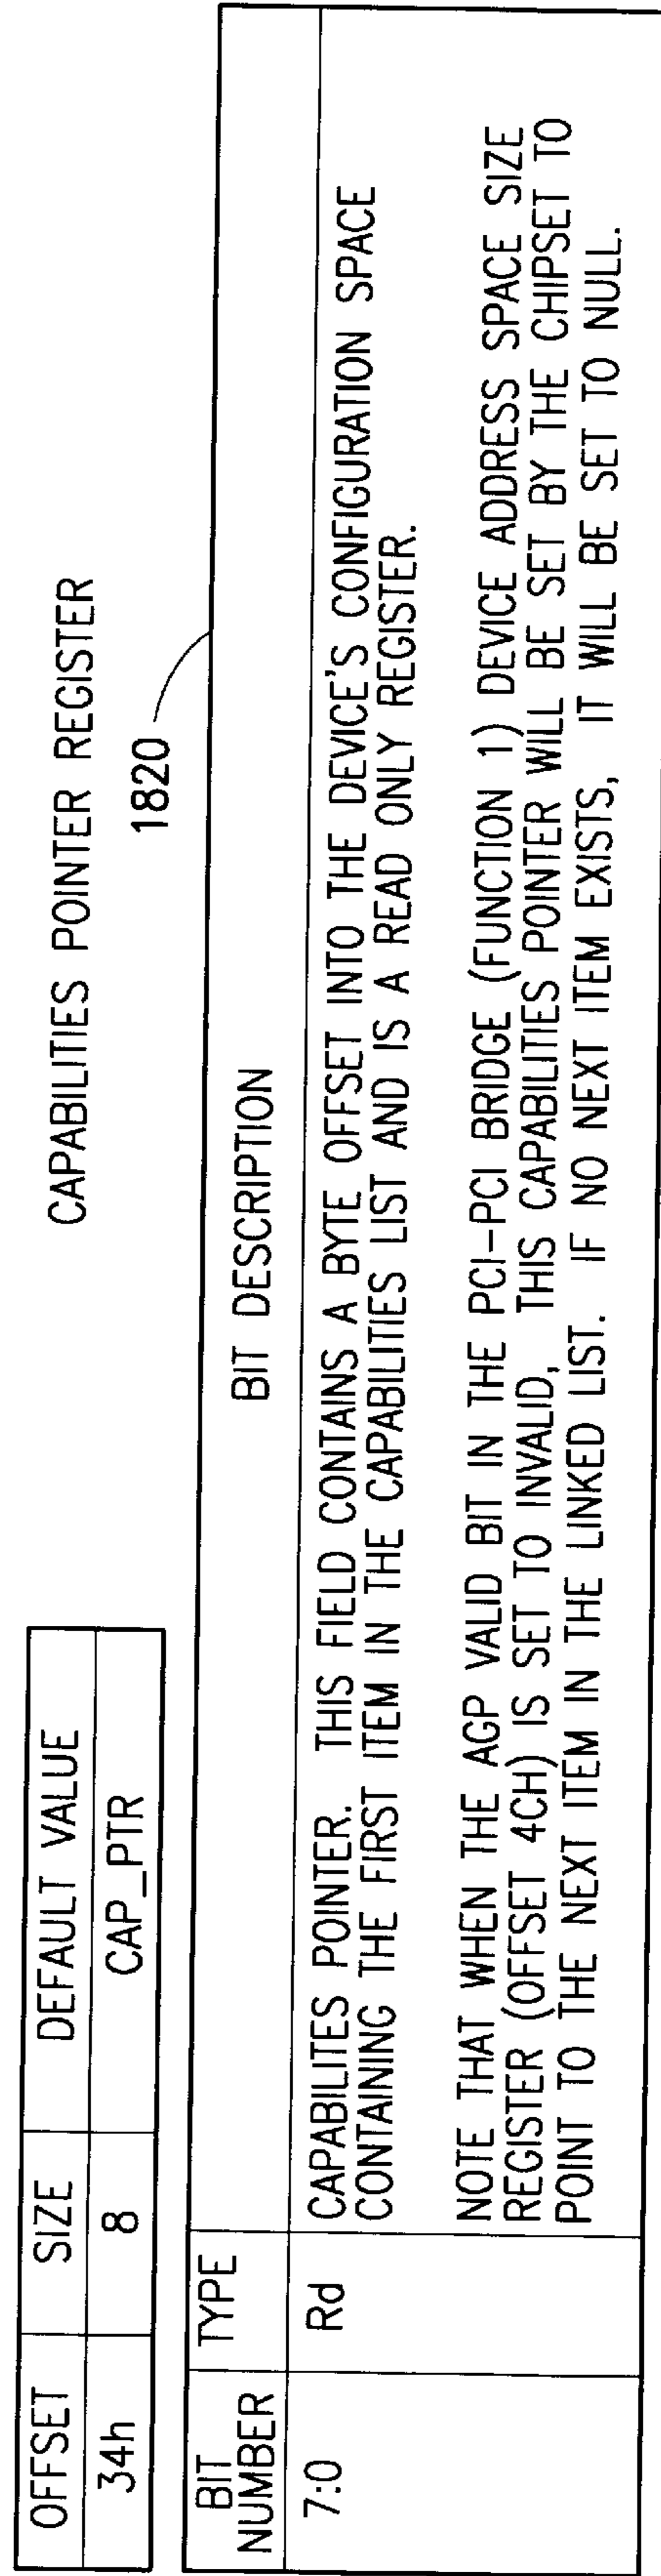 CAPABILITIES POINTER REGISTER
OFFSET SIZE DEFAULT VALUE
34h 8 CAP_PTR
1820
BIT NUMBER TYPE BIT DESCRIPTION
7:0 Rd CAPABILITES POINTER. THIS FIELD CONTAINS A BYTE OFFSET INTO THE DEVICE'S CONFIGURATION SPACE
CONTAINING THE FIRST ITEM IN THE CAPABILITIES LIST AND IS A READ ONLY REGISTER.
NOTE THAT WHEN THE AGP VALID BIT IN THE PCI-PCI BRIDGE (FUNCTION 1) DEVICE ADDRESS SPACE SIZE
REGISTER (OFFSET 4CH) IS SET TO INVALID, THIS CAPABILITIES POINTER WILL BE SET BY THE CHIPSET TO
POINT TO THE NEXT ITEM IN THE LINKED LIST. IF NO NEXT ITEM EXISTS, IT WILL BE SET TO NULL.